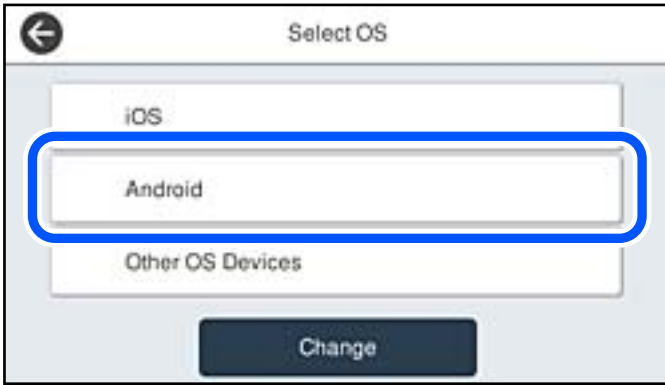 Select OS
iOS
Android
Other OS Devices
Change